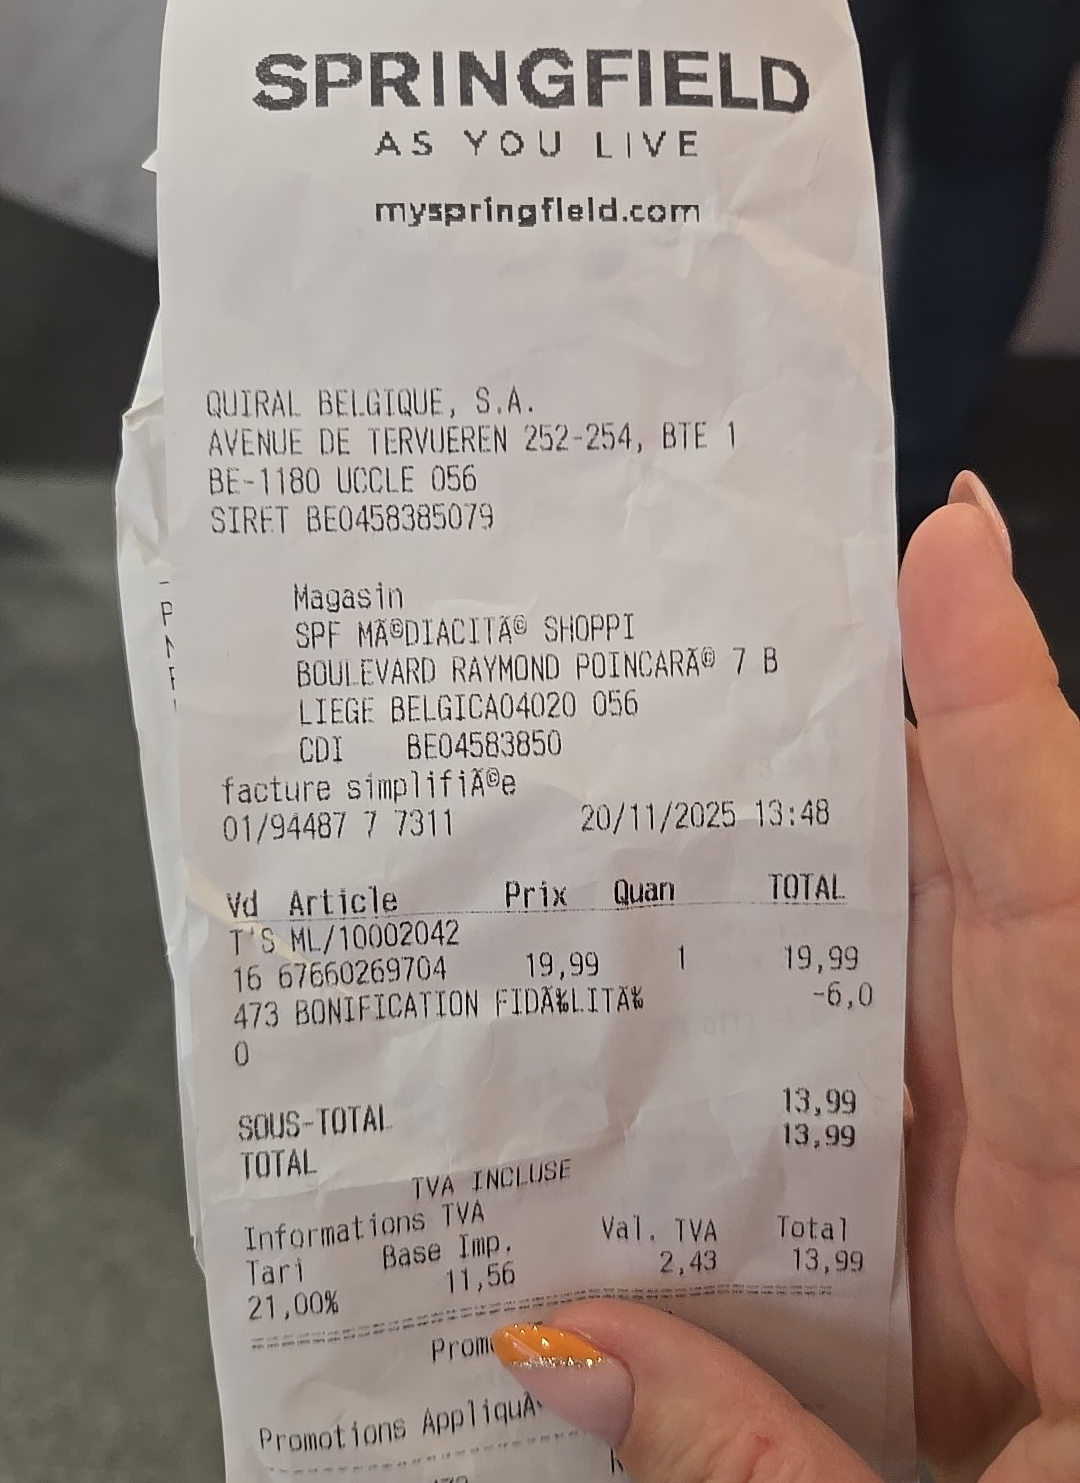 SPRINGFIELD
AS YOU LIVE
myspringfield.com
QUIRAL BELGIQUE, S.A.
AVENUE DE TERVUEREN 252-254, BTE 1
BE-1180 UCCLE 056
SIRET BE0458385079
Magasin
SPF MÃ©DIACITÃ© SHOPPI
BOULEVARD RAYMOND POINCARÃ© 7 B
LIEGE BELGICA04020 056
CDI BE04583850
facture simplifiÃ©e
01/94487 7 7311 20/11/2025 13:48
Vd Article Prix Quan TOTAL
T'S ML/10002042
16 67660269704 19,99 1 19,99
473 BONIFICATION FIDÃ‰LITÃ‰ -6,0
0
SOUS-TOTAL 13,99
TOTAL 13,99
TVA INCLUSE
Informations TVA
Tari Base Imp. Val. TVA Total
21,00% 11,56 2,43 13,99
Promotions